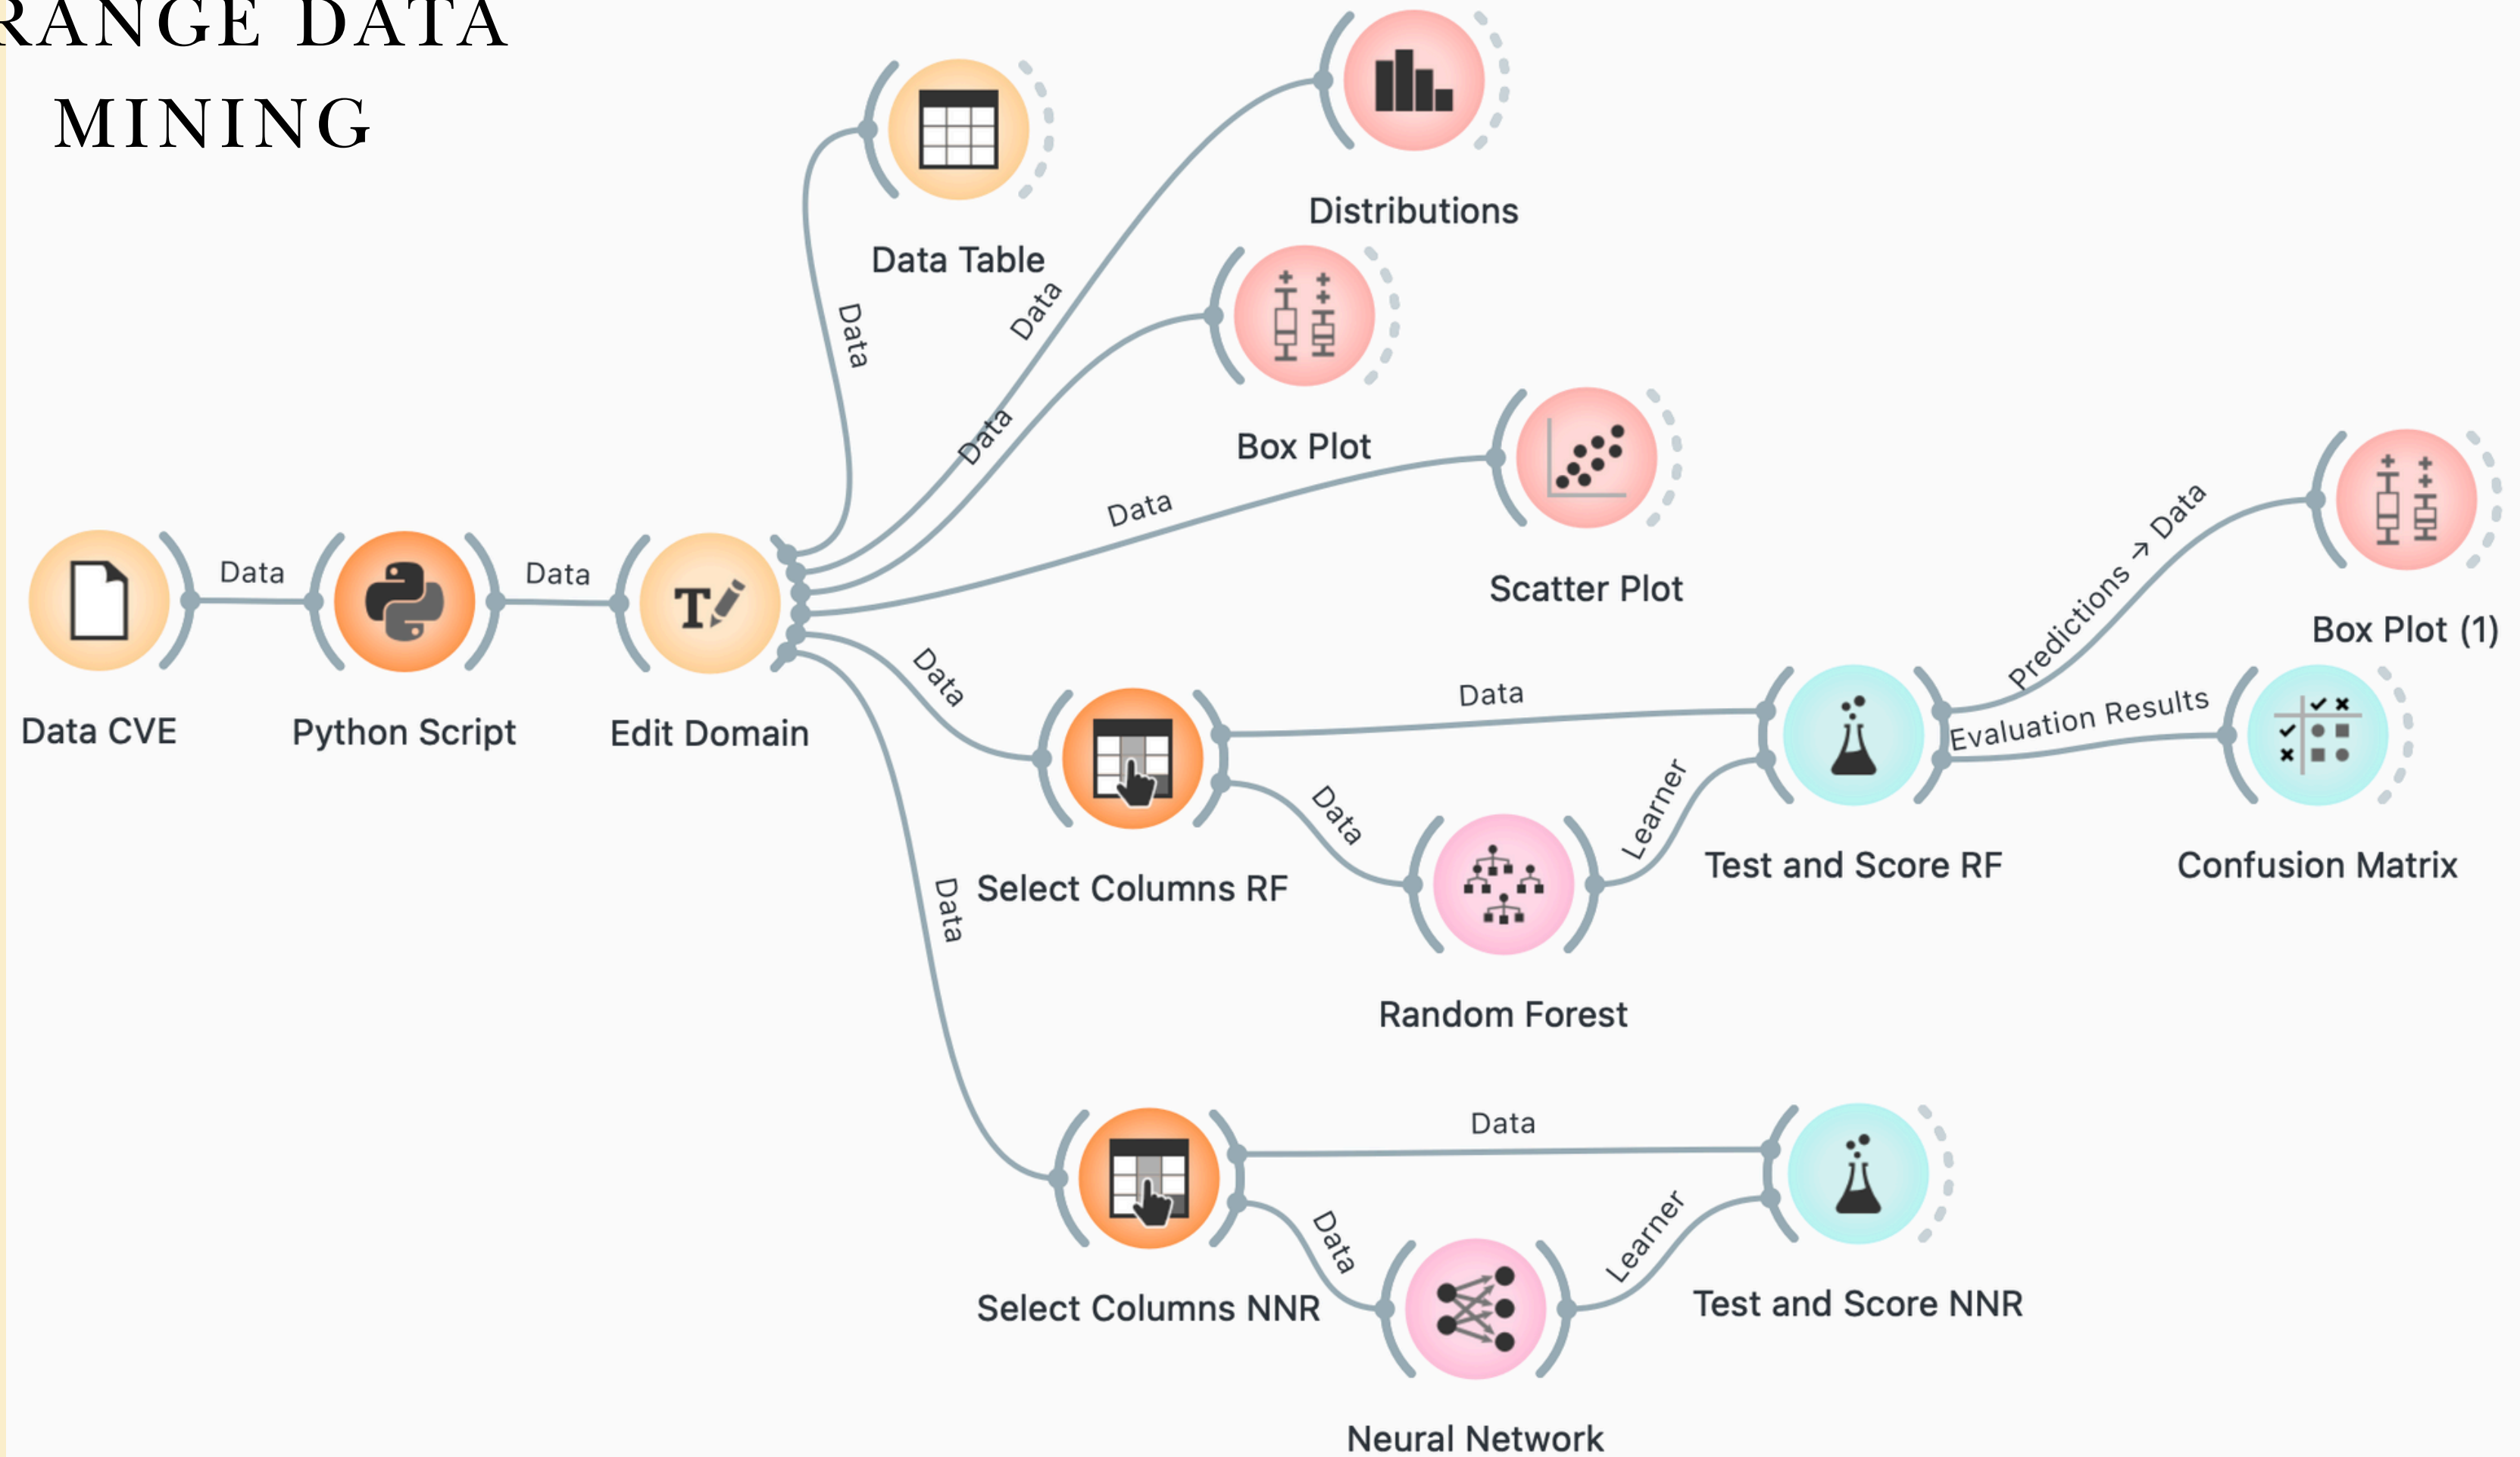 RANGE DATA
MINING
Data Table
Distributions
Box Plot
Scatter Plot
Box Plot (1)
Data
Data
Data
Data
Data
Data
Predictions → Data
Data CVE
Python Script
Edit Domain
Data
Data
Evaluation Results
Select Columns RF
Data
Learner
Test and Score RF
Confusion Matrix
Data
Random Forest
Data
Select Columns NNR
Data
Learner
Test and Score NNR
Neural Network